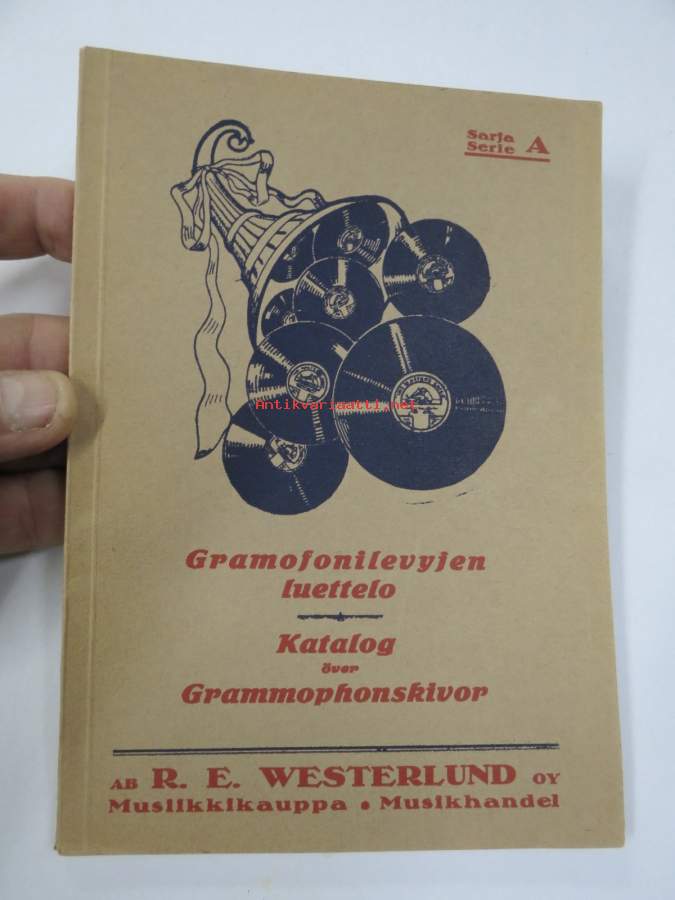 Sarja
Serie A
Antikvariaatti.net
Gramofonilevyjen
luettelo
Katalog
över
Grammophonskivor
AB R. E. WESTERLUND OY
Musiikkikauppa • Musikhandel